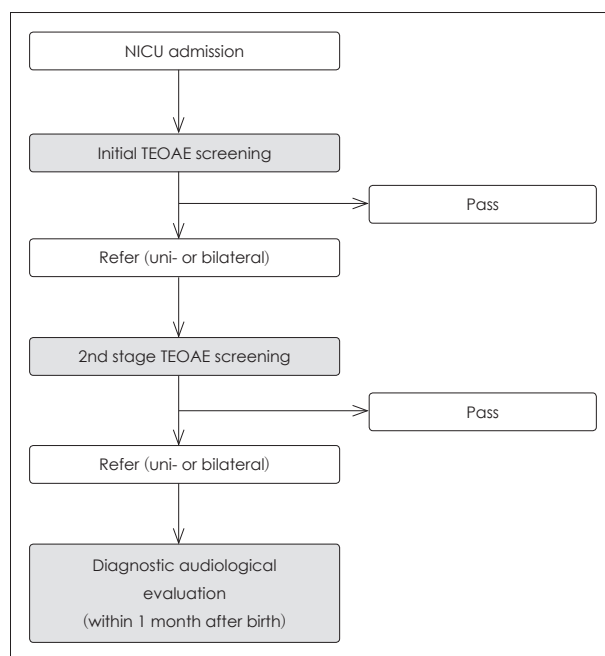 NICU admission
Initial TEOAE screening
Pass
Refer (uni- or bilateral)
2nd stage TEOAE screening
Pass
Refer (uni- or bilateral)
Diagnostic audiological
evaluation
(within 1 month after birth)